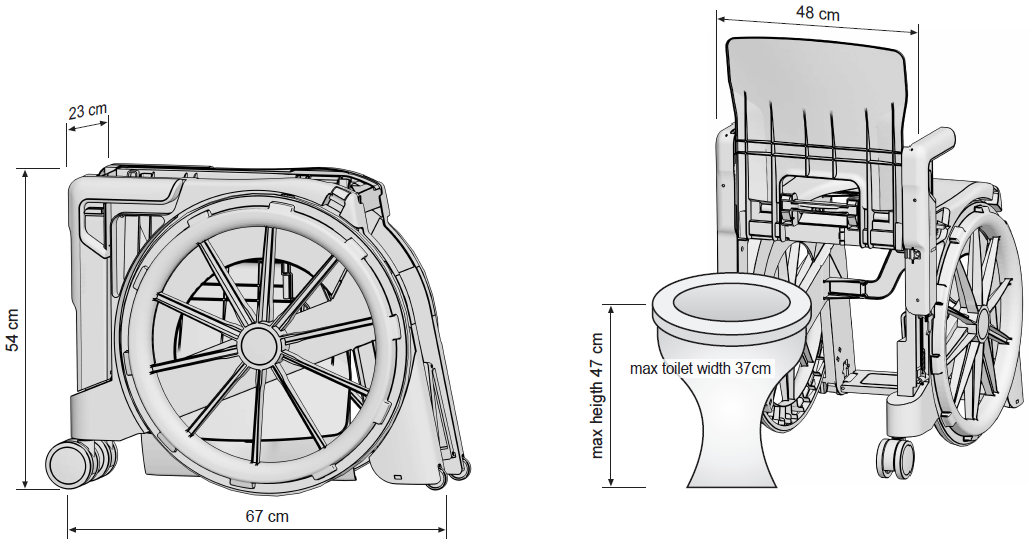 48 cm
23 cm
54 cm
max heigth 47 cm
max toilet width 37cm
67 cm